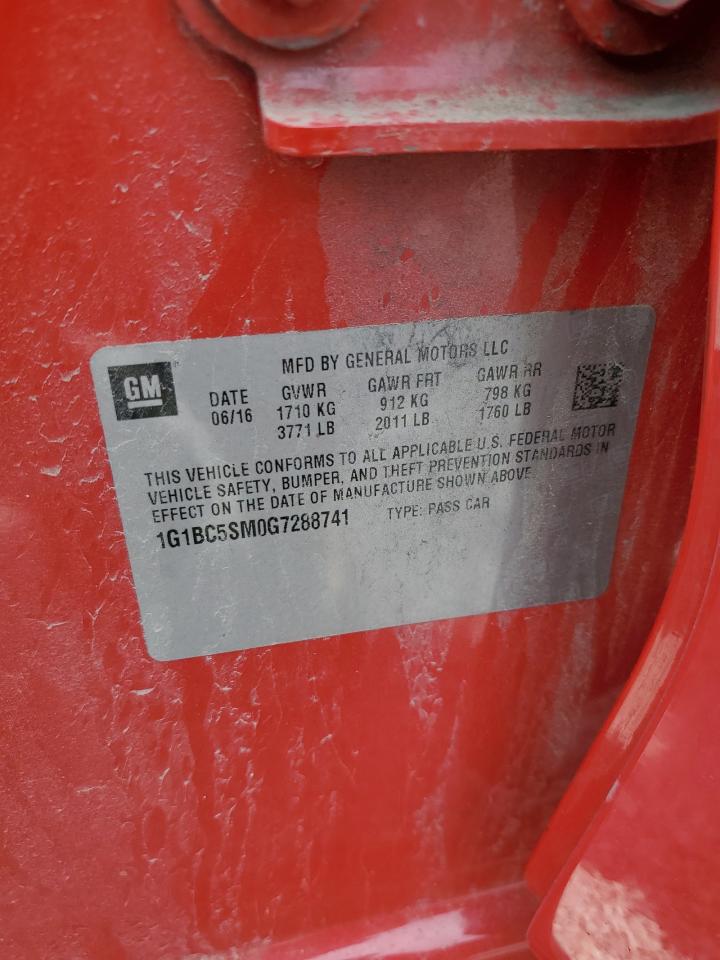 MFD BY GENERAL MOTORS LLC
GM
DATE GVWR GAWR FRT GAWR RR
06/16 1710 KG 912 KG 798 KG
3771 LB 2011 LB 1760 LB
THIS VEHICLE CONFORMS TO ALL APPLICABLE U.S. FEDERAL MOTOR
VEHICLE SAFETY, BUMPER, AND THEFT PREVENTION STANDARDS IN
EFFECT ON THE DATE OF MANUFACTURE SHOWN ABOVE.
1G1BC5SM0G7288741 TYPE: PASS CAR